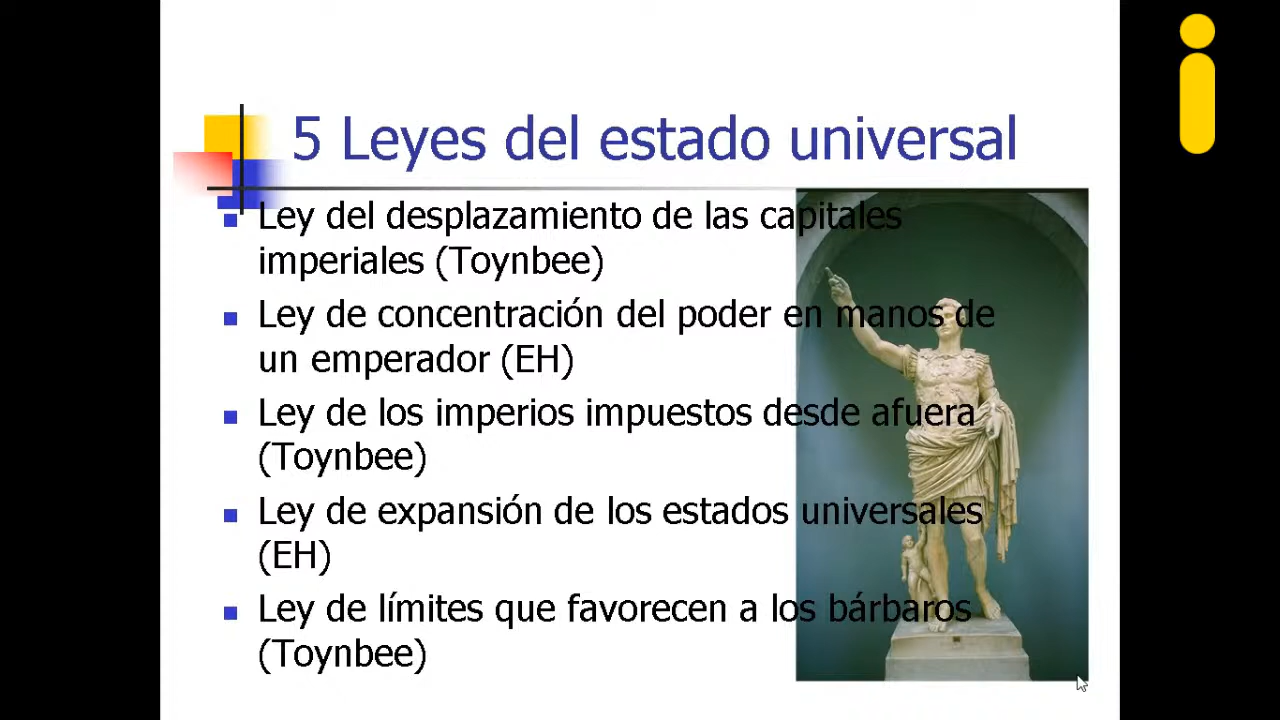 5 Leyes del estado universal
Ley del desplazamiento de las capitales
imperiales (Toynbee)
Ley de concentración del poder en manos de
un emperador (EH)
Ley de los imperios impuestos desde afuera
(Toynbee)
Ley de expansión de los estados universales
(EH)
Ley de límites que favorecen a los bárbaros
(Toynbee)